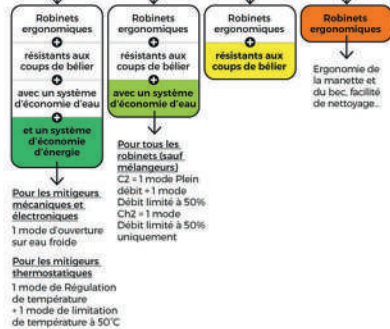 Robinets
ergonomiques
+
résistants aux
coups de bélier
+
avec un système
d'économie d'eau
+
et un système
d'économie
d'énergie
Pour les mitigeurs
mécaniques et
électroniques
1 mode d'ouverture
sur eau froide
Pour les mitigeurs
thermostatiques
1 mode de Régulation
de température
+ 1 mode de limitation
de température à 50°C
Robinets
ergonomiques
+
résistants aux
coups de bélier
+
avec un système
d'économie d'eau
Pour tous les
robinets (sauf
mélangeurs)
C2 = 1 mode Plein
débit + 1 mode
Débit limité à 50%
Ch2 = 1 mode
Débit limité à 50%
uniquement
Robinets
ergonomiques
+
résistants aux
coups de bélier
Robinets
ergonomiques
Ergonomie de
la manette et
du bec, facilité
de nettoyage...